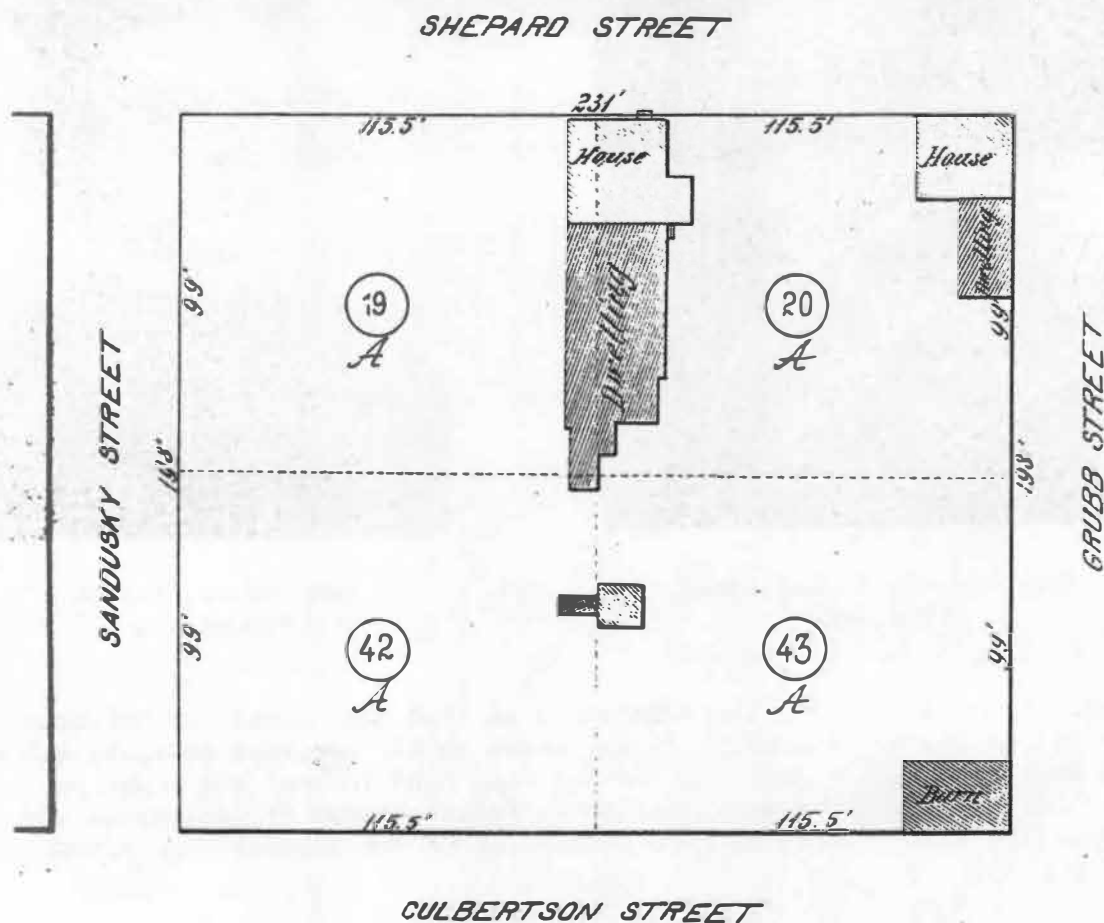 SHEPARD STREET
231'
115.5'
115.5'
House
House
Dwelling
Dwelling
99'
99'
19
A
20
A
SANDUSKY STREET
198'
198'
GRUBB STREET
99'
99'
42
A
43
A
Barn
115.5'
115.5'
CULBERTSON STREET